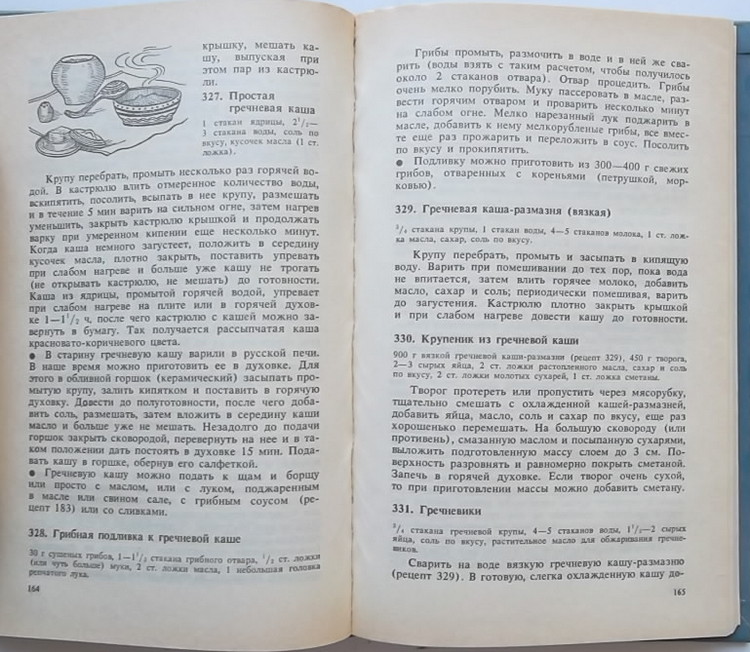 крышку, мешать ка-
шу, выпуская при
этом пар из кастрю-
ли.
327. Простая
гречневая каша
1 стакан ядрицы, 2¹/₂—
3 стакана воды, соль по
вкусу, кусочек масла (1 ст.
ложка).
Крупу перебрать, промыть несколько раз горячей во-
дой. В кастрюлю влить отмеренное количество воды,
вскипятить, посолить, всыпать в нее крупу, размешать
и в течение 5 мин варить на сильном огне, затем нагрев
уменьшить, закрыть кастрюлю крышкой и продолжать
варку при умеренном кипении еще несколько минут.
Когда каша немного загустеет, положить в середину
кусочек масла, плотно закрыть, поставить упревать
при слабом нагреве и больше уже кашу не трогать
(не открывать кастрюлю, не мешать) до готовности.
Каша из ядрицы, промытой горячей водой, упревает
при слабом нагреве на плите или в горячей духов-
ке 1—1¹/₂ ч, после чего кастрюлю с кашей можно за-
вернуть в бумагу. Так получается рассыпчатая каша
красновато-коричневого цвета.
● В старину гречневую кашу варили в русской печи.
В наше время можно приготовить ее в духовке. Для
этого в обливной горшок (керамический) засыпать про-
мытую крупу, залить кипятком и поставить в горячую
духовку. Довести до полуготовности, после чего доба-
вить соль, размешать, затем вложить в середину каши
масло и больше уже не мешать. Незадолго до подачи
горшок закрыть сковородой, перевернуть на нее и в та-
ком положении дать постоять в духовке 15 мин. Пода-
вать кашу в горшке, обернув его салфеткой.
● Гречневую кашу можно подать к щам и борщу
или просто с маслом, или с луком, поджаренным
в масле или свином сале, с грибным соусом (ре-
цепт 183) или со сливками.
328. Грибная подливка к гречневой каше
30 г сушеных грибов, 1—1¹/₂ стакана грибного отвара, ¹/₂ ст. ложки
(или чуть больше) муки, 2 ст. ложки масла, 1 небольшая головка
репчатого лука.
164
Грибы промыть, размочить в воде и в ней же сва-
рить (воды взять с таким расчетом, чтобы получилось
около 2 стаканов отвара). Отвар процедить. Грибы
очень мелко порубить. Муку пассеровать в масле, раз-
вести горячим отваром и проварить несколько минут
на слабом огне. Мелко нарезанный лук поджарить в
масле, добавить к нему мелкорубленые грибы, все вмес-
те еще раз прожарить и переложить в соус. Посолить
по вкусу и прокипятить.
● Подливку можно приготовить из 300—400 г свежих
грибов, отваренных с кореньями (петрушкой, мор-
ковью).
329. Гречневая каша-размазня (вязкая)
³/₄ стакана крупы, 1 стакан воды, 4—5 стаканов молока, 1 ст. лож-
ка масла, сахар, соль по вкусу.
Крупу перебрать, промыть и засыпать в кипящую
воду. Варить при помешивании до тех пор, пока вода
не впитается, затем влить горячее молоко, добавить
масло, сахар и соль; периодически помешивая, варить
до загустения. Кастрюлю плотно закрыть крышкой
и при слабом нагреве довести кашу до готовности.
330. Крупеник из гречневой каши
900 г вязкой гречневой каши-размазни (рецепт 329), 450 г творога,
2—3 сырых яйца, 2 ст. ложки растопленного масла, сахар и соль
по вкусу, 2 ст. ложки молотых сухарей, 1 ст. ложка сметаны.
Творог протереть или пропустить через мясорубку,
тщательно смешать с охлажденной кашей-размазней,
добавить яйца, масло, соль и сахар по вкусу, еще раз
хорошенько перемешать. На большую сковороду (или
противень), смазанную маслом и посыпанную сухарями,
выложить подготовленную массу слоем до 3 см. По-
верхность разровнять и равномерно покрыть сметаной.
Запечь в горячей духовке. Если творог очень сухой,
то при приготовлении массы можно добавить сметану.
331. Гречневики
³/₄ стакана гречневой крупы, 4—5 стаканов воды, 1¹/₂—2 сырых
яйца, соль по вкусу, растительное масло для обжаривания гречне-
виков.
Сварить на воде вязкую гречневую кашу-размазню
(рецепт 329). В готовую, слегка охлажденную кашу до-
165